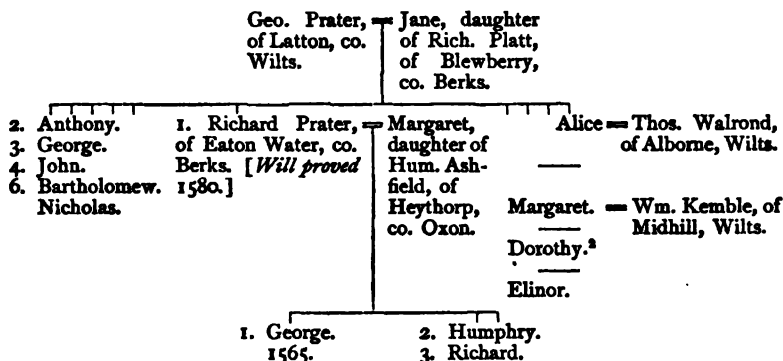 Geo. Prater,
of Latton, co.
Wilts.
Jane, daughter
of Rich. Platt,
of Blewberry,
co. Berks.
2. Anthony.
3. George.
4. John.
6. Bartholomew.
Nicholas.
1. Richard Prater,
of Eaton Water, co.
Berks. [Will proved
1580.]
Margaret,
daughter of
Hum. Ash-
field, of
Heythorp,
co. Oxon.
Alice
Thos. Walrond,
of Alborne, Wilts.
Margaret.
Wm. Kemble, of
Midhill, Wilts.
Dorothy.²
Elinor.
1. George.
1565.
2. Humphry.
3. Richard.